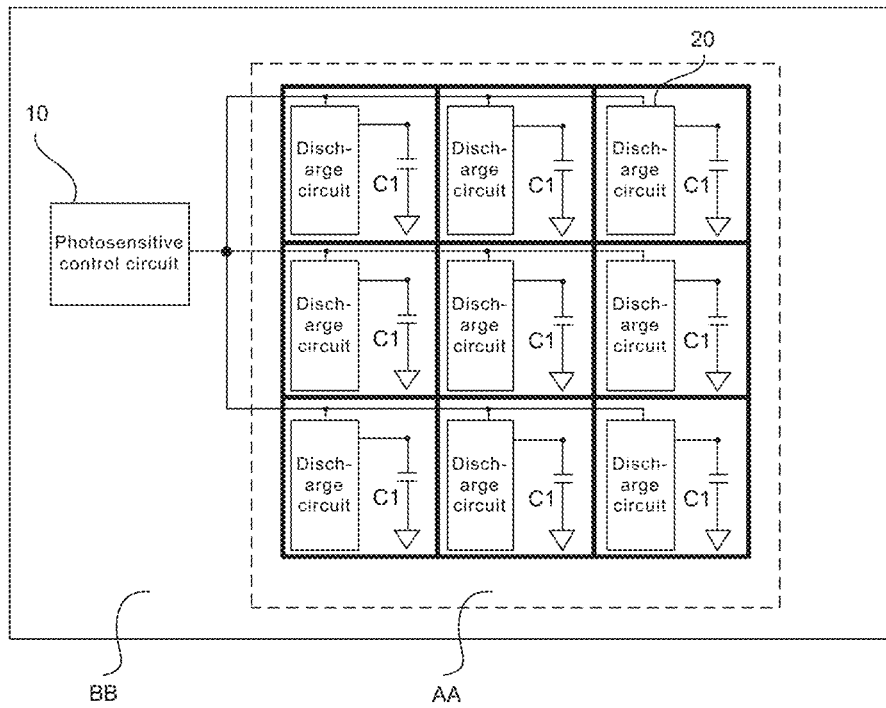 20
10
Disch-
arge
circuit
C1
Disch-
arge
circuit
C1
Disch-
arge
circuit
C1
Photosensitive
control circuit
Disch-
arge
circuit
C1
Disch-
arge
circuit
C1
Disch-
arge
circuit
C1
Disch-
arge
circuit
C1
Disch-
arge
circuit
C1
Disch-
arge
circuit
C1
BB
AA